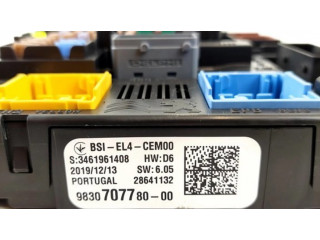 BSI-EL4-CEM00
S:3461961408 HW:D6
2019/12/13 SW:6.05
PORTUGAL 28641132
9830707780-00